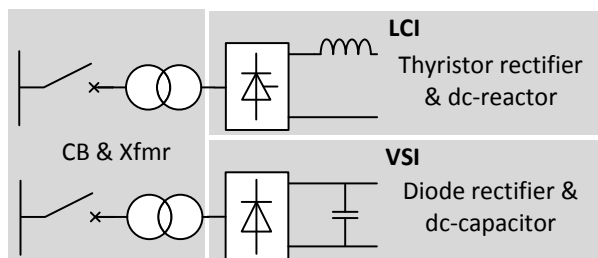 LCI
Thyristor rectifier
& dc-reactor
CB & Xfmr
VSI
Diode rectifier &
dc-capacitor